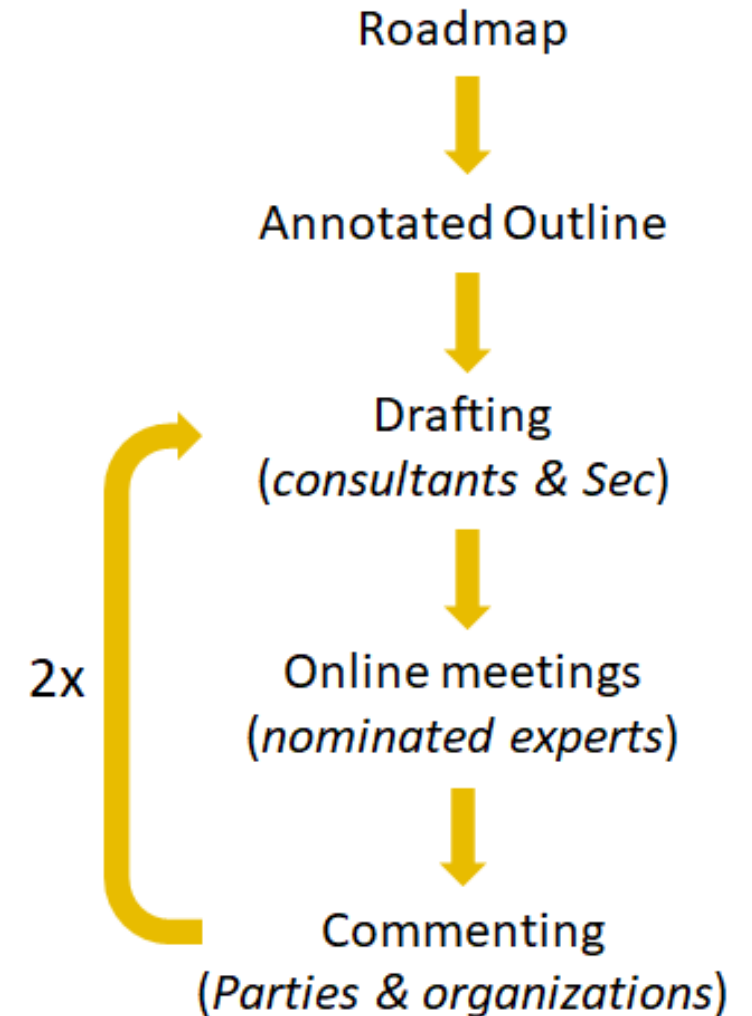 Roadmap
Annotated Outline
Drafting
(consultants & Sec)
2x
Online meetings
(nominated experts)
Commenting
(Parties & organizations)